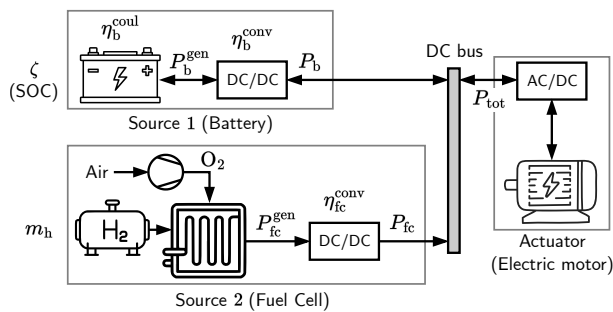 η_b^coul
P_b^gen
η_b^conv
DC/DC
P_b
ζ
(SOC)
Source 1 (Battery)
DC bus
P_tot
AC/DC
Air
O₂
H₂
m_h
P_fc^gen
η_fc^conv
DC/DC
P_fc
Source 2 (Fuel Cell)
Actuator
(Electric motor)